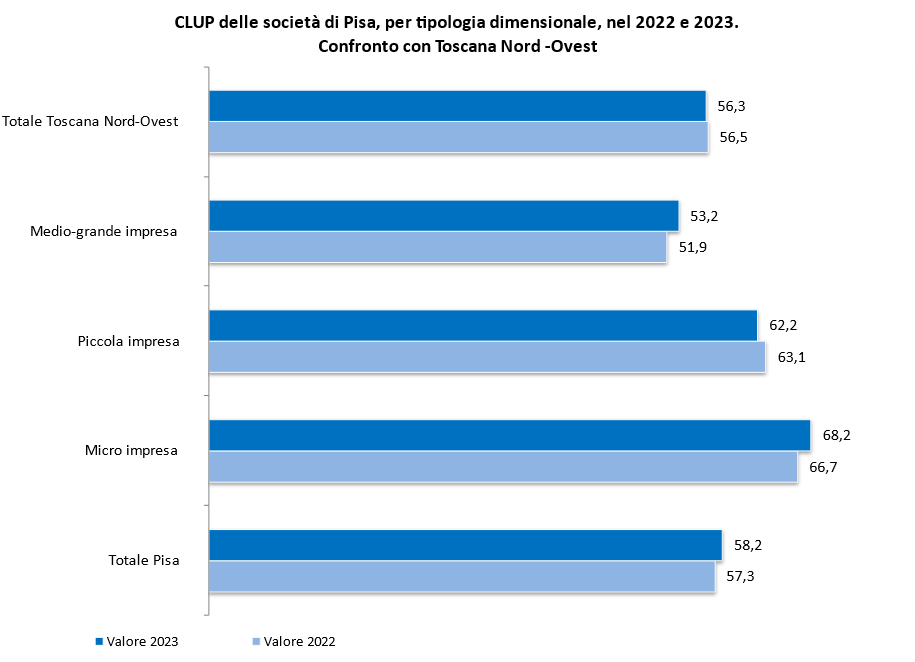 CLUP delle società di Pisa, per tipologia dimensionale, nel 2022 e 2023.
Confronto con Toscana Nord -Ovest
Totale Toscana Nord-Ovest
56,3
56,5
Medio-grande impresa
53,2
51,9
Piccola impresa
62,2
63,1
Micro impresa
68,2
66,7
Totale Pisa
58,2
57,3
Valore 2023
Valore 2022